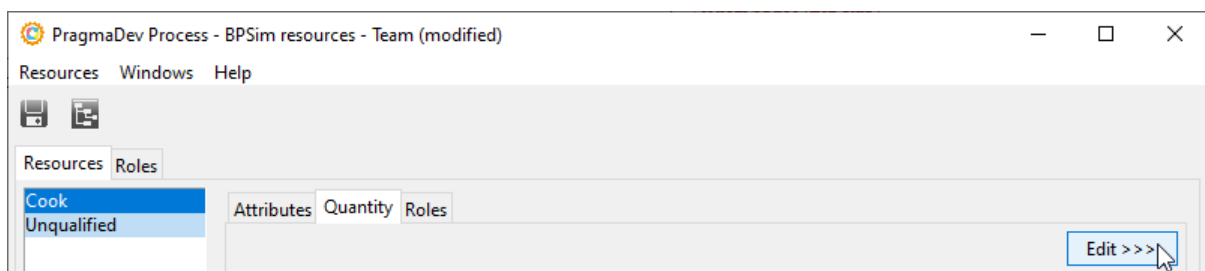 PragmaDev Process - BPSim resources - Team (modified)
Resources Windows Help
Resources Roles
Cook
Unqualified
Attributes Quantity Roles
Edit >>>